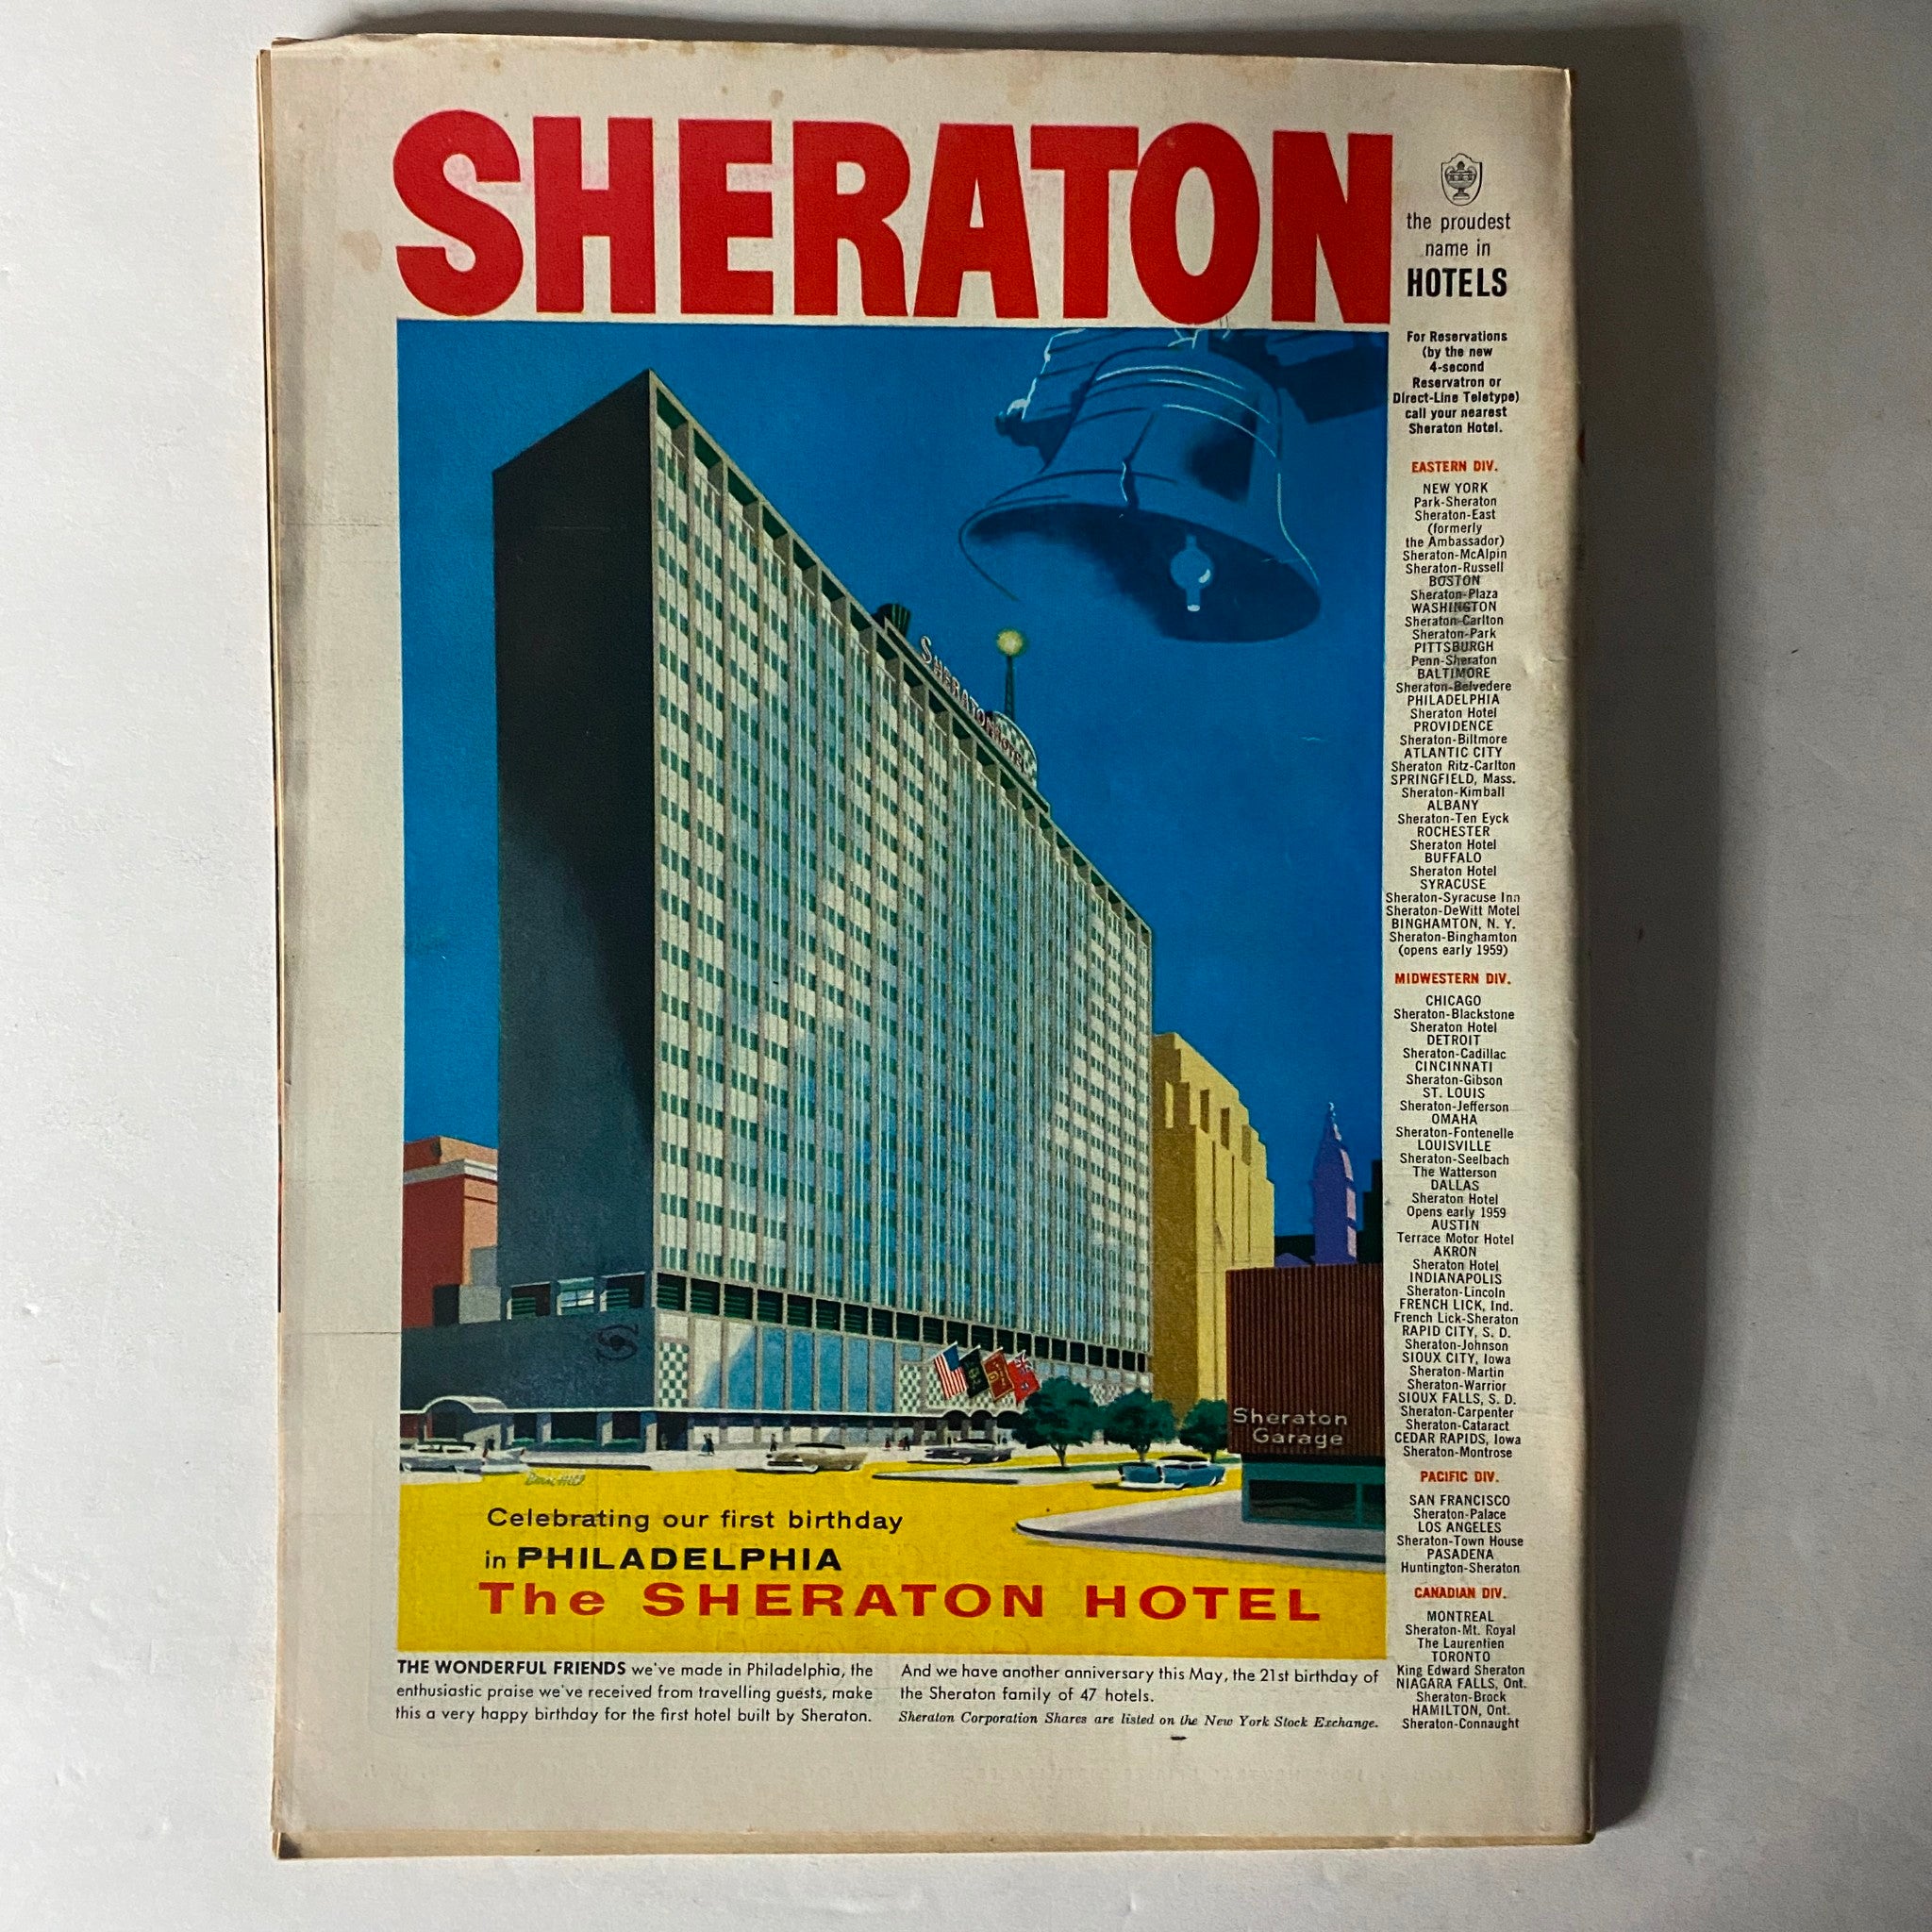 SHERATON
the proudest
name in
HOTELS
For Reservations
(by the new
4-second
Reservatron or
Direct-Line Teletype)
call your nearest
Sheraton Hotel.
EASTERN DIV.
NEW YORK
Park-Sheraton
Sheraton-East
(formerly
the Ambassador)
Sheraton-McAlpin
Sheraton-Russell
BOSTON
Sheraton-Plaza
WASHINGTON
Sheraton-Carlton
Sheraton-Park
PITTSBURGH
Penn-Sheraton
BALTIMORE
Sheraton-Belvedere
PHILADELPHIA
Sheraton Hotel
PROVIDENCE
Sheraton-Biltmore
ATLANTIC CITY
Sheraton Ritz-Carlton
SPRINGFIELD, Mass.
Sheraton-Kimball
ALBANY
Sheraton-Ten Eyck
ROCHESTER
Sheraton Hotel
BUFFALO
Sheraton Hotel
SYRACUSE
Sheraton-Syracuse Inn
Sheraton-DeWitt Motel
BINGHAMTON, N. Y.
Sheraton-Binghamton
(opens early 1959)
MIDWESTERN DIV.
CHICAGO
Sheraton-Blackstone
Sheraton Hotel
DETROIT
Sheraton-Cadillac
CINCINNATI
Sheraton-Gibson
ST. LOUIS
Sheraton-Jefferson
OMAHA
Sheraton-Fontenelle
LOUISVILLE
Sheraton-Seelbach
The Watterson
DALLAS
Sheraton Hotel
Opens early 1959
AUSTIN
Terrace Motor Hotel
AKRON
Sheraton Hotel
INDIANAPOLIS
Sheraton-Lincoln
FRENCH LICK, Ind.
French Lick-Sheraton
RAPID CITY, S. D.
Sheraton-Johnson
SIOUX CITY, Iowa
Sheraton-Martin
Sheraton-Warrior
SIOUX FALLS, S. D.
Sheraton-Carpenter
Sheraton-Cataract
CEDAR RAPIDS, Iowa
Sheraton-Montrose
PACIFIC DIV.
SAN FRANCISCO
Sheraton-Palace
LOS ANGELES
Sheraton-Town House
PASADENA
Huntington-Sheraton
CANADIAN DIV.
MONTREAL
Sheraton-Mt. Royal
The Laurentien
TORONTO
King Edward Sheraton
NIAGARA FALLS, Ont.
Sheraton-Brock
HAMILTON, Ont.
Sheraton-Connaught
SHERATON HOTEL
Sheraton
Garage
Celebrating our first birthday
in PHILADELPHIA
The SHERATON HOTEL
THE WONDERFUL FRIENDS we've made in Philadelphia, the
enthusiastic praise we've received from travelling guests, make
this a very happy birthday for the first hotel built by Sheraton.
And we have another anniversary this May, the 21st birthday of
the Sheraton family of 47 hotels.
Sheraton Corporation Shares are listed on the New York Stock Exchange.